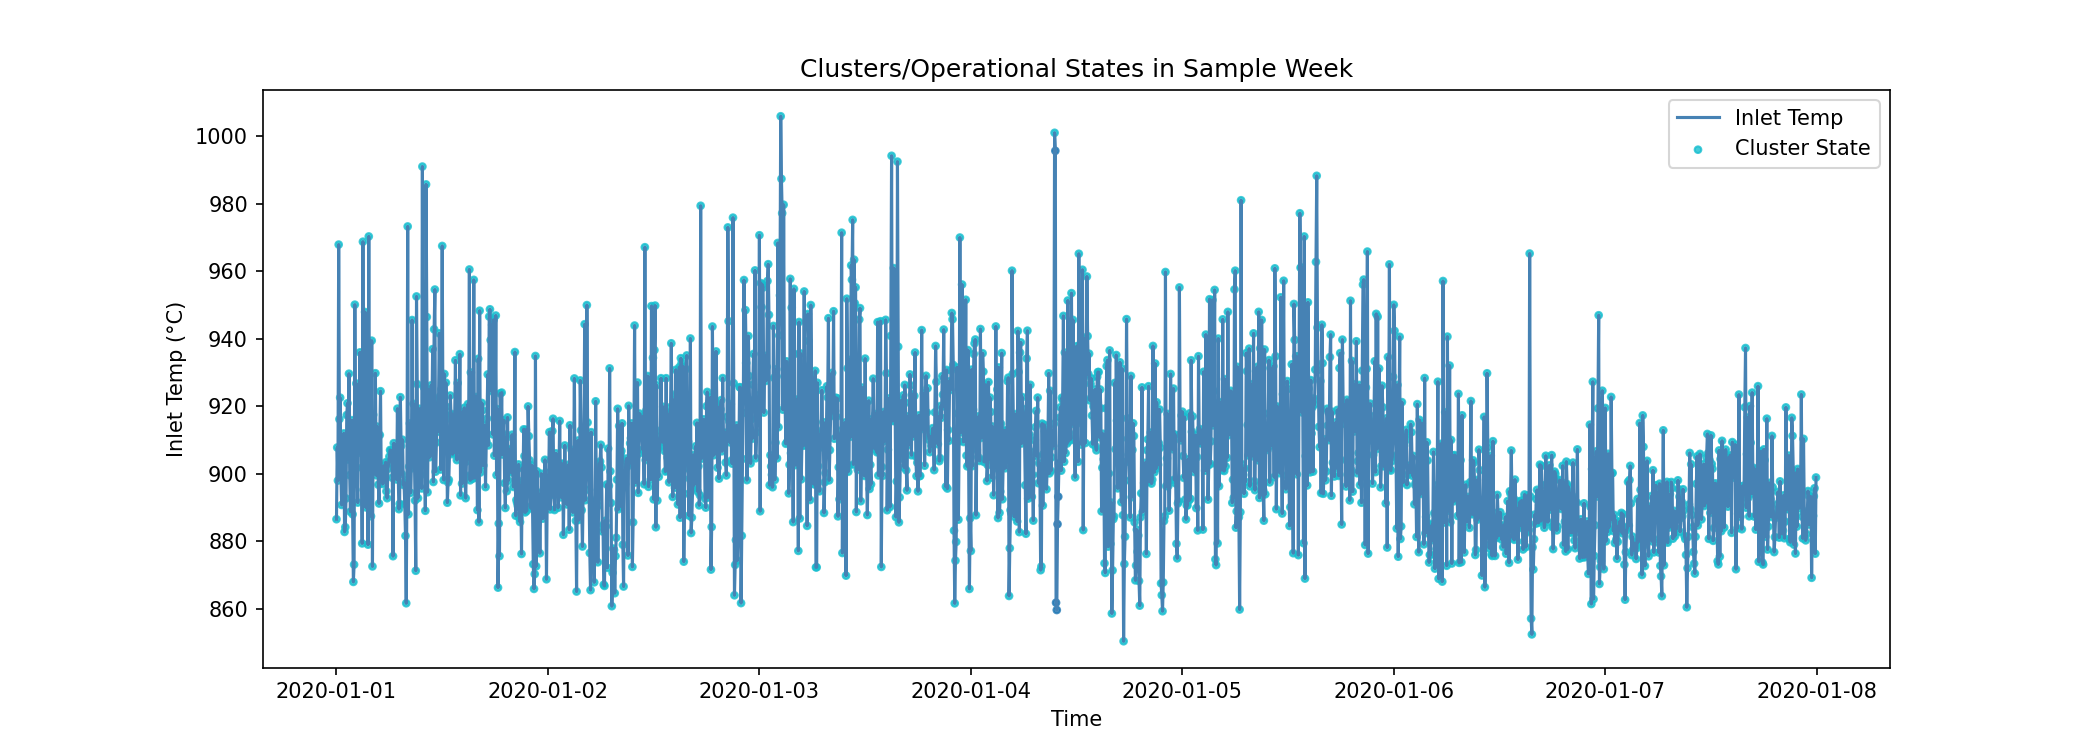 Clusters/Operational States in Sample Week
Inlet Temp
Cluster State
1000
980
960
940
920
900
880
860
Inlet Temp (°C)
2020-01-01 2020-01-02 2020-01-03 2020-01-04 2020-01-05 2020-01-06 2020-01-07 2020-01-08
Time